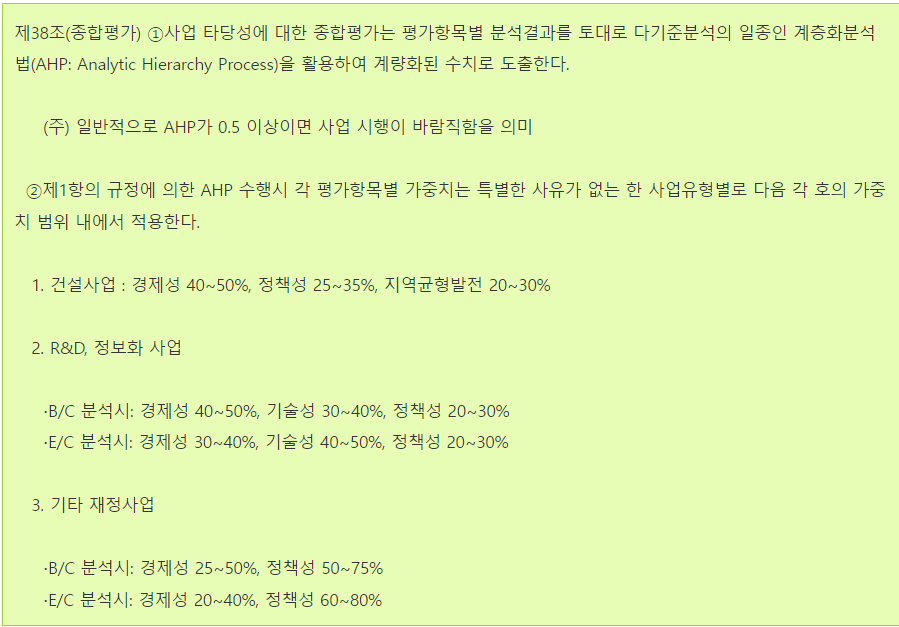 제38조(종합평가) ①사업 타당성에 대한 종합평가는 평가항목별 분석결과를 토대로 다기준분석의 일종인 계층화분석
법(AHP: Analytic Hierarchy Process)을 활용하여 계량화된 수치로 도출한다.
(주) 일반적으로 AHP가 0.5 이상이면 사업 시행이 바람직함을 의미
②제1항의 규정에 의한 AHP 수행시 각 평가항목별 가중치는 특별한 사유가 없는 한 사업유형별로 다음 각 호의 가중
치 범위 내에서 적용한다.
1. 건설사업 : 경제성 40~50%, 정책성 25~35%, 지역균형발전 20~30%
2. R&D, 정보화 사업
·B/C 분석시: 경제성 40~50%, 기술성 30~40%, 정책성 20~30%
·E/C 분석시: 경제성 30~40%, 기술성 40~50%, 정책성 20~30%
3. 기타 재정사업
·B/C 분석시: 경제성 25~50%, 정책성 50~75%
·E/C 분석시: 경제성 20~40%, 정책성 60~80%